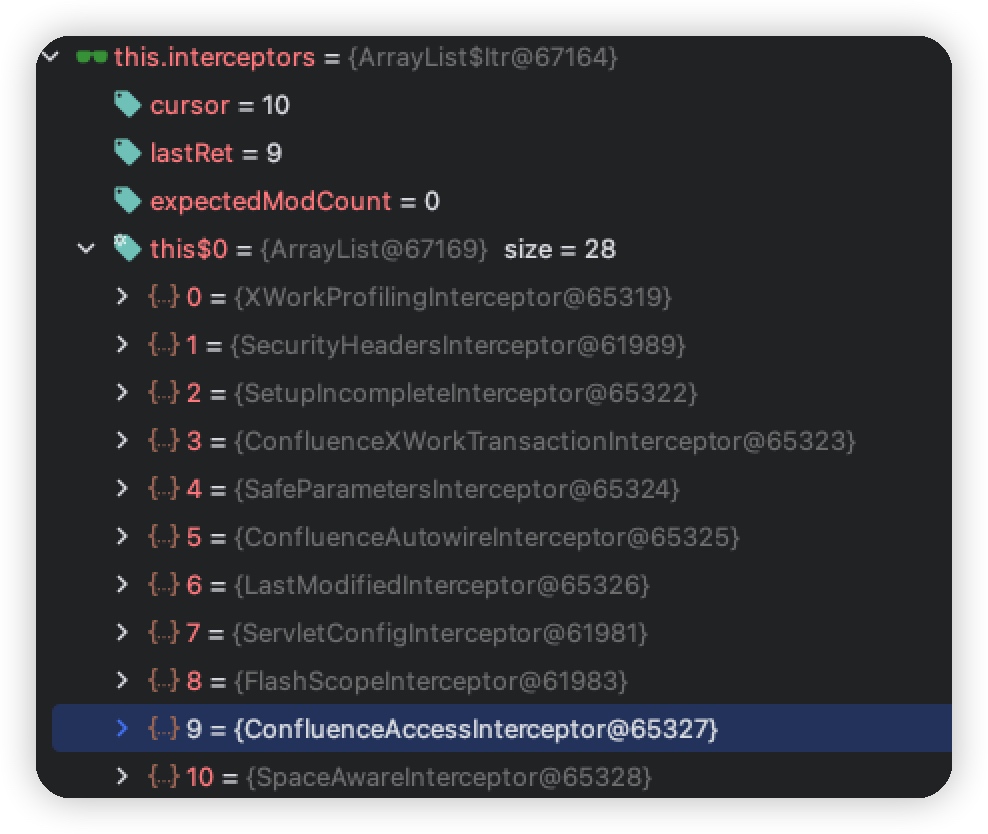 this.interceptors = {ArrayList$Itr@67164}
cursor = 10
lastRet = 9
expectedModCount = 0
this$0 = {ArrayList@67169} size = 28
{...} 0 = {XWorkProfilingInterceptor@65319}
{...} 1 = {SecurityHeadersInterceptor@61989}
{...} 2 = {SetupIncompleteInterceptor@65322}
{...} 3 = {ConfluenceXWorkTransactionInterceptor@65323}
{...} 4 = {SafeParametersInterceptor@65324}
{...} 5 = {ConfluenceAutowireInterceptor@65325}
{...} 6 = {LastModifiedInterceptor@65326}
{...} 7 = {ServletConfigInterceptor@61981}
{...} 8 = {FlashScopeInterceptor@61983}
{...} 9 = {ConfluenceAccessInterceptor@65327}
{...} 10 = {SpaceAwareInterceptor@65328}